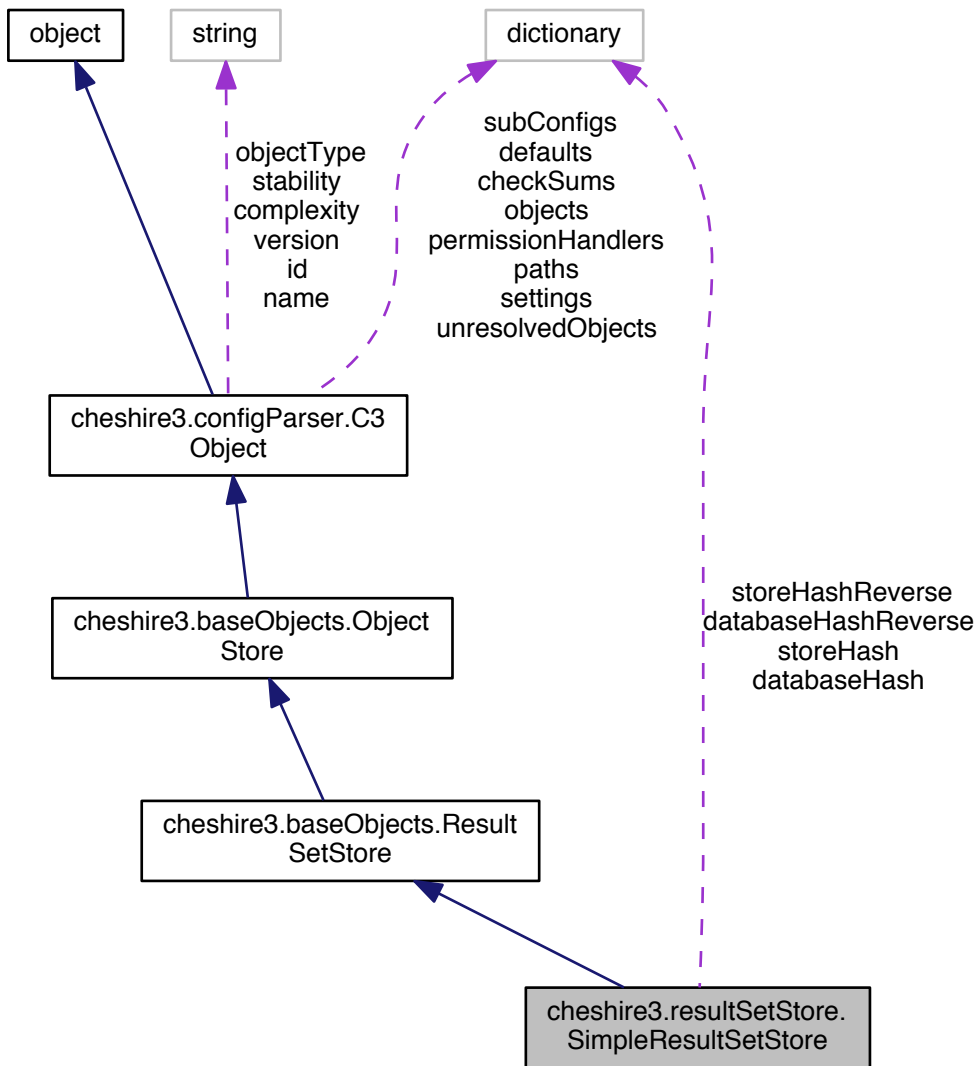 object
string
dictionary
objectType
stability
complexity
version
id
name
subConfigs
defaults
checkSums
objects
permissionHandlers
paths
settings
unresolvedObjects
cheshire3.configParser.C3
Object
cheshire3.baseObjects.Object
Store
storeHashReverse
databaseHashReverse
storeHash
databaseHash
cheshire3.baseObjects.Result
SetStore
cheshire3.resultSetStore.
SimpleResultSetStore